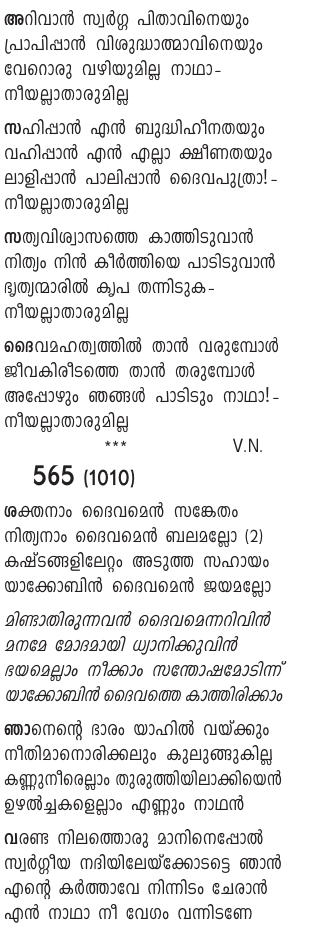 അറിവാൻ സ്വർഗ്ഗ പിതാവിനെയും
പ്രാപിപ്പാൻ വിശുദ്ധാത്മാവിനെയും
വേറൊരു വഴിയുമില്ല നാഥാ-
നീയല്ലാതാരുമില്ല
സഹിപ്പാൻ എൻ ബുദ്ധിഹീനതയും
വഹിപ്പാൻ എൻ എല്ലാ ക്ഷീണതയും
ലാളിപ്പാൻ പാലിപ്പാൻ ദൈവപുത്രാ!-
നീയല്ലാതാരുമില്ല
സത്യവിശ്വാസത്തെ കാത്തിടുവാൻ
നിത്യം നിൻ കീർത്തിയെ പാടിടുവാൻ
ഭൃത്യന്മാരിൽ കൃപ തന്നിടുക-
നീയല്ലാതാരുമില്ല
ദൈവമഹത്വത്തിൽ താൻ വരുമ്പോൾ
ജീവകിരീടത്തെ താൻ തരുമ്പോൾ
അപ്പോഴും ഞങ്ങൾ പാടിടും നാഥാ!-
നീയല്ലാതാരുമില്ല
*** V.N.
565 (1010)
ശക്തനാം ദൈവമെൻ സങ്കേതം
നിത്യനാം ദൈവമെൻ ബലമല്ലോ (2)
കഷ്ടങ്ങളിലേറ്റം അടുത്ത സഹായം
യാക്കോബിൻ ദൈവമെൻ ജയമല്ലോ
മിണ്ടാതിരുന്നവൻ ദൈവമെന്നറിവിൻ
മനമേ മോദമായി ധ്യാനിക്കുവിൻ
ഭയമെല്ലാം നീക്കാം സന്തോഷമോടിന്ന്
യാക്കോബിൻ ദൈവത്തെ കാത്തിരിക്കാം
ഞാനെന്റെ ഭാരം യാഹിൽ വയ്ക്കും
നീതിമാനൊരിക്കലും കുലുങ്ങുകില്ല
കണ്ണുനീരെല്ലാം തുരുത്തിയിലാക്കിയെൻ
ഉഴൽച്ചകളെല്ലാം എണ്ണും നാഥൻ
വരണ്ട നിലത്തൊരു മാനിനെപ്പോൽ
സ്വർഗ്ഗീയ നദിയിലേയ്ക്കോടട്ടെ ഞാൻ
എന്റെ കർത്താവേ നിന്നിടം ചേരാൻ
എൻ നാഥാ നീ വേഗം വന്നിടണേ